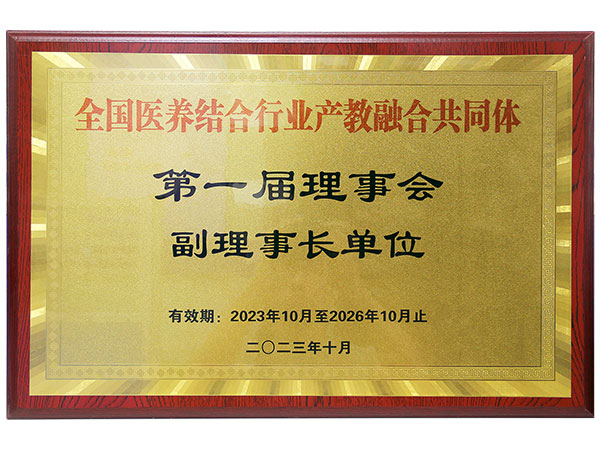 全国医养结合行业产教融合共同体
第一届理事会
副理事长单位
有效期：2023年10月至2026年10月止
二〇二三年十月